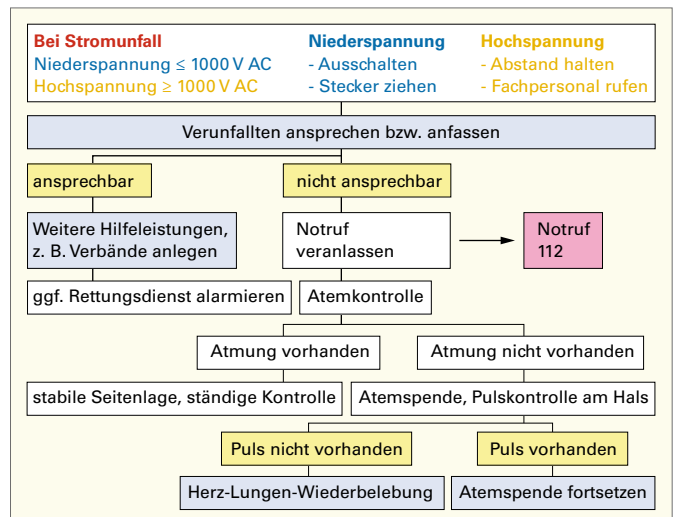 Bei Stromunfall
Niederspannung ≤ 1000 V AC
Hochspannung ≥ 1000 V AC
Niederspannung
- Ausschalten
- Stecker ziehen
Hochspannung
- Abstand halten
- Fachpersonal rufen
Verunfallten ansprechen bzw. anfassen
ansprechbar
nicht ansprechbar
Weitere Hilfeleistungen,
z. B. Verbände anlegen
Notruf
veranlassen
Notruf
112
ggf. Rettungsdienst alarmieren
Atemkontrolle
Atmung vorhanden
Atmung nicht vorhanden
stabile Seitenlage, ständige Kontrolle
Atemspende, Pulskontrolle am Hals
Puls nicht vorhanden
Puls vorhanden
Herz-Lungen-Wiederbelebung
Atemspende fortsetzen